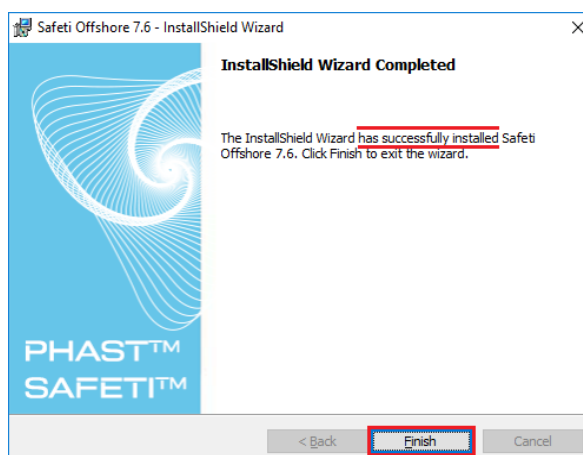 Safeti Offshore 7.6 - InstallShield Wizard
InstallShield Wizard Completed
The InstallShield Wizard has successfully installed Safeti
Offshore 7.6. Click Finish to exit the wizard.
PHAST™
SAFETI™
< Back
Finish
Cancel